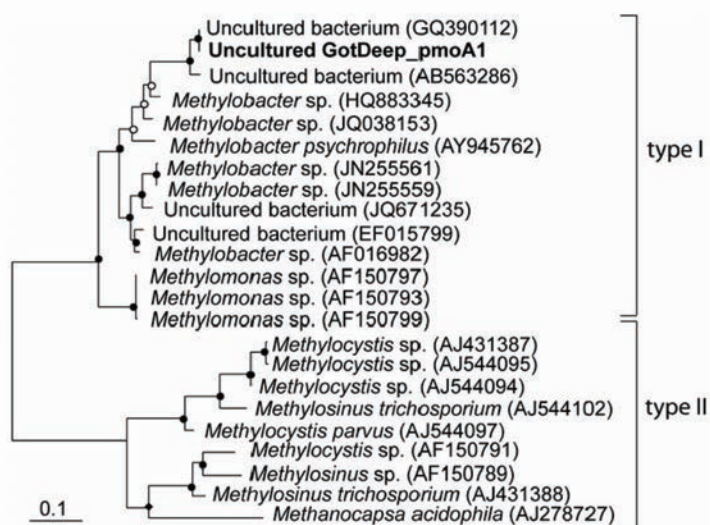 Uncultured bacterium (GQ390112)
Uncultured GotDeep_pmoA1
Uncultured bacterium (AB563286)
Methylobacter sp. (HQ883345)
Methylobacter sp. (JQ038153)
Methylobacter psychrophilus (AY945762)
Methylobacter sp. (JN255561)
Methylobacter sp. (JN255559)
Uncultured bacterium (JQ671235)
Uncultured bacterium (EF015799)
Methylobacter sp. (AF016982)
Methylomonas sp. (AF150797)
Methylomonas sp. (AF150793)
Methylomonas sp. (AF150799)
type I
Methylocystis sp. (AJ431387)
Methylocystis sp. (AJ544095)
Methylocystis sp. (AJ544094)
Methylosinus trichosporium (AJ544102)
Methylocystis parvus (AJ544097)
Methylocystis sp. (AF150791)
Methylosinus sp. (AF150789)
Methylosinus trichosporium (AJ431388)
Methanocapsa acidophila (AJ278727)
type II
0.1